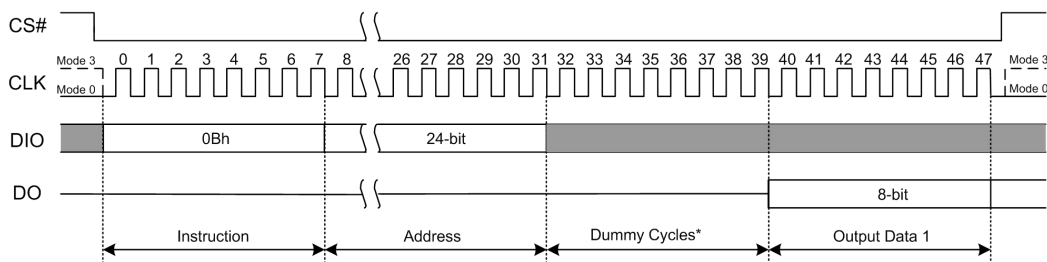 CS#
Mode 3 0 1 2 3 4 5 6 7 8 26 27 28 29 30 31 32 33 34 35 36 37 38 39 40 41 42 43 44 45 46 47 Mode 3
CLK
Mode 0 Mode 0
DIO 0Bh 24-bit
DO 8-bit
Instruction Address Dummy Cycles* Output Data 1